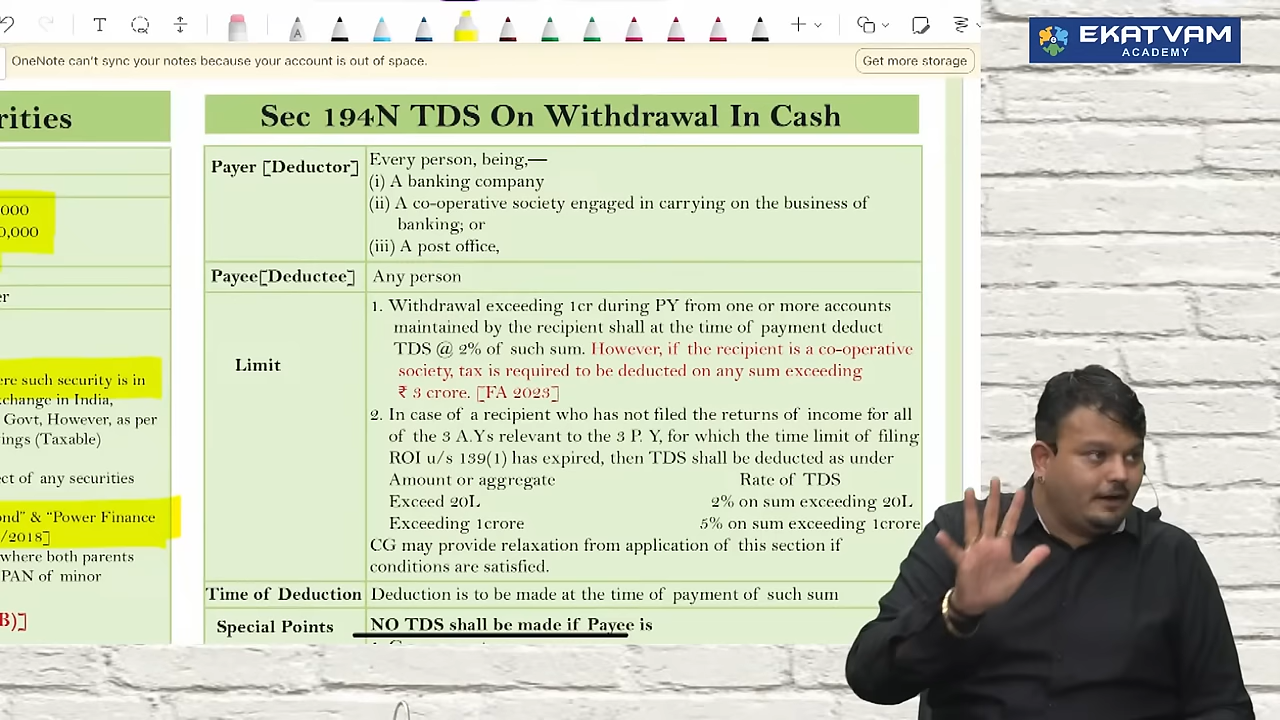 OneNote can't sync your notes because your account is out of space.
Get more storage
EKATVAM
ACADEMY
rities
000
0,000
er
ere such security is in
xchange in India,
Govt, However, as per
ings (Taxable)
ect of any securities
ond" & "Power Finance
/2018]
where both parents
PAN of minor
B)]
Sec 194N TDS On Withdrawal In Cash
Payer [Deductor]
Every person, being,—
(i) A banking company
(ii) A co-operative society engaged in carrying on the business of
banking; or
(iii) A post office,
Payee[Deductee]
Any person
Limit
1. Withdrawal exceeding 1cr during PY from one or more accounts
maintained by the recipient shall at the time of payment deduct
TDS @ 2% of such sum. However, if the recipient is a co-operative
society, tax is required to be deducted on any sum exceeding
₹ 3 crore. [FA 2023]
2. In case of a recipient who has not filed the returns of income for all
of the 3 A.Ys relevant to the 3 P. Y, for which the time limit of filing
ROI u/s 139(1) has expired, then TDS shall be deducted as under
Amount or aggregate Rate of TDS
Exceed 20L 2% on sum exceeding 20L
Exceeding 1crore 5% on sum exceeding 1crore
CG may provide relaxation from application of this section if
conditions are satisfied.
Time of Deduction
Deduction is to be made at the time of payment of such sum
Special Points
NO TDS shall be made if Payee is